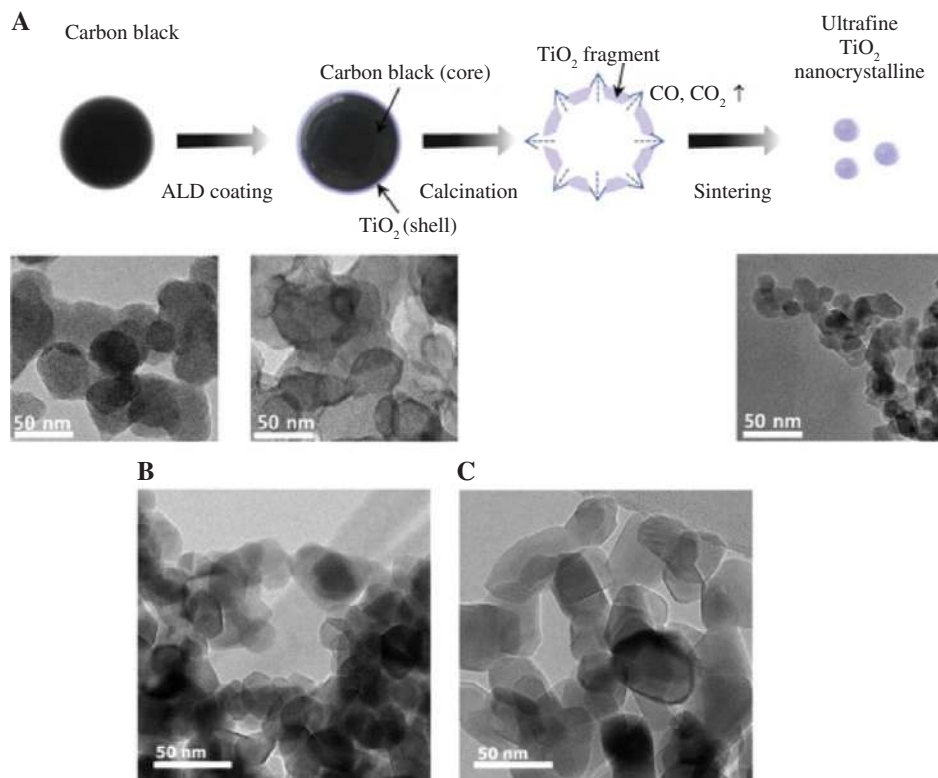 A
Carbon black
Carbon black (core)
TiO₂ fragment
CO, CO₂ ↑
Ultrafine
TiO₂
nanocrystalline
ALD coating
TiO₂ (shell)
Calcination
Sintering
50 nm
50 nm
50 nm
B
C
50 nm
50 nm